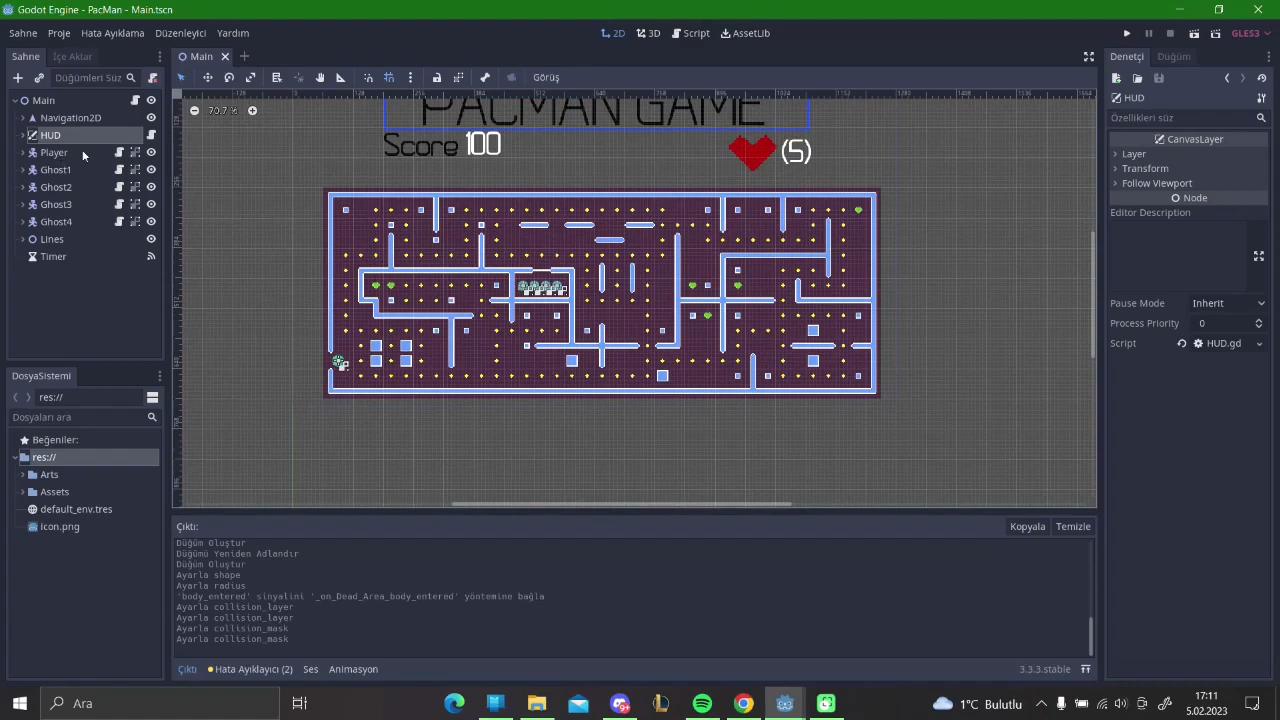 Godot Engine - PacMan - Main.tscn
Sahne Proje Hata Ayıklama Düzenleyici Yardım
2D 3D Script AssetLib
GLES3
Sahne İçe Aktar
Main
Denetçi Düğüm
Düğümleri Süz
Görüş
Main
Navigation2D
HUD
Player
Ghost1
Ghost2
Ghost3
Ghost4
Lines
Timer
70.7 %
PACMAN GAME
Score 100
(5)
HUD
Özellikleri süz
CanvasLayer
Layer
Transform
Follow Viewport
Node
Editor Description
Pause Mode Inherit
Process Priority 0
Script HUD.gd
DosyaSistemi
res://
Dosyaları ara
Beğeniler:
res://
Arts
Assets
default_env.tres
icon.png
Çıktı:
Kopyala Temizle
Düğüm Oluştur
Düğümü Yeniden Adlandır
Düğüm Oluştur
Ayarla shape
Ayarla radius
'body_entered' sinyalini '_on_Dead_Area_body_entered' yöntemine bağla
Ayarla collision_layer
Ayarla collision_layer
Ayarla collision_mask
Ayarla collision_mask
Çıktı Hata Ayıklayıcı (2) Ses Animasyon
3.3.3.stable
Ara
1°C Bulutlu
17:11
5.02.2023